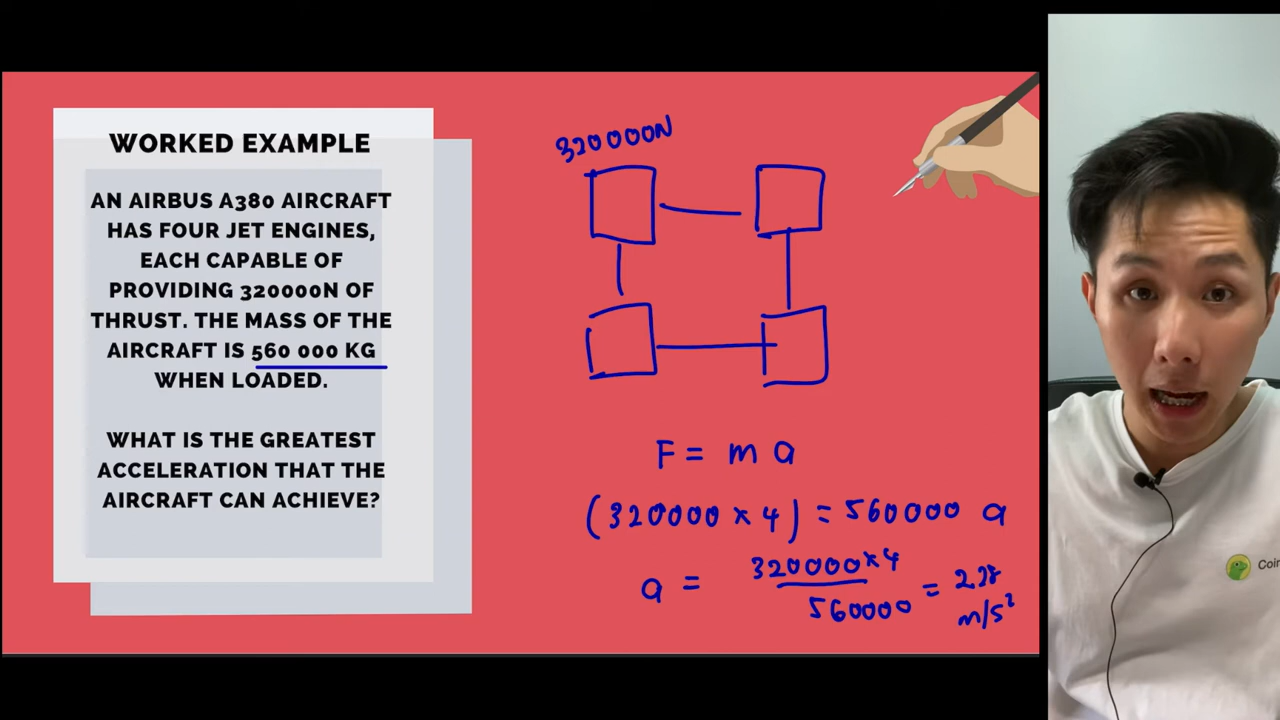 WORKED EXAMPLE
AN AIRBUS A380 AIRCRAFT
HAS FOUR JET ENGINES,
EACH CAPABLE OF
PROVIDING 320000N OF
THRUST. THE MASS OF THE
AIRCRAFT IS 560 000 KG
WHEN LOADED.
WHAT IS THE GREATEST
ACCELERATION THAT THE
AIRCRAFT CAN ACHIEVE?
320000N
F = m a
(320000 × 4) = 560000 a
a = 320000×4
560000
= 2.28
m/s²
Coin